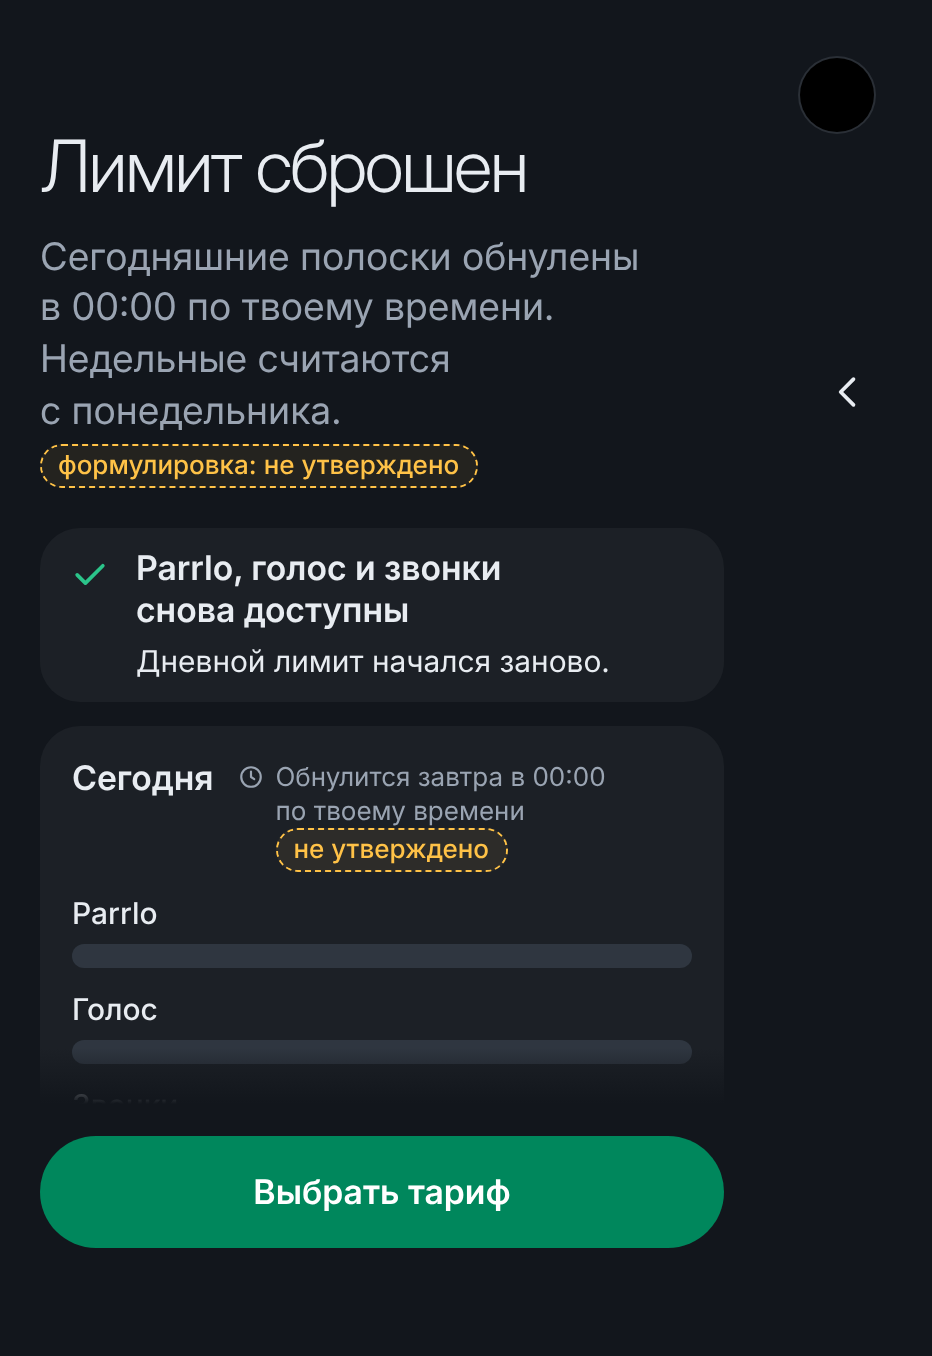 Лимит сброшен
Сегодняшние полоски обнулены
в 00:00 по твоему времени.
Недельные считаются
с понедельника.
формулировка: не утверждено
Parrlo, голос и звонки
снова доступны
Дневной лимит начался заново.
Сегодня
Обнулится завтра в 00:00
по твоему времени
не утверждено
Parrlo
Голос
Выбрать тариф